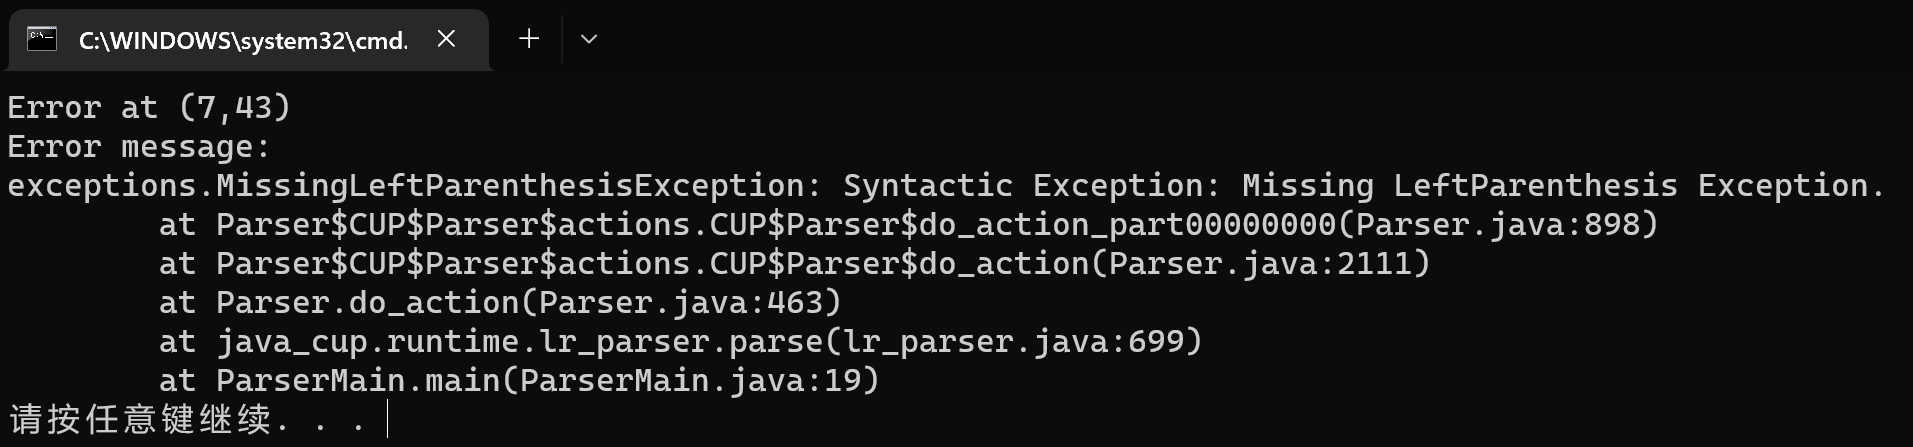 C:\WINDOWS\system32\cmd.
Error at (7,43)
Error message:
exceptions.MissingLeftParenthesisException: Syntactic Exception: Missing LeftParenthesis Exception.
at Parser$CUP$Parser$actions.CUP$Parser$do_action_part00000000(Parser.java:898)
at Parser$CUP$Parser$actions.CUP$Parser$do_action(Parser.java:2111)
at Parser.do_action(Parser.java:463)
at java_cup.runtime.lr_parser.parse(lr_parser.java:699)
at ParserMain.main(ParserMain.java:19)
请按任意键继续. . .